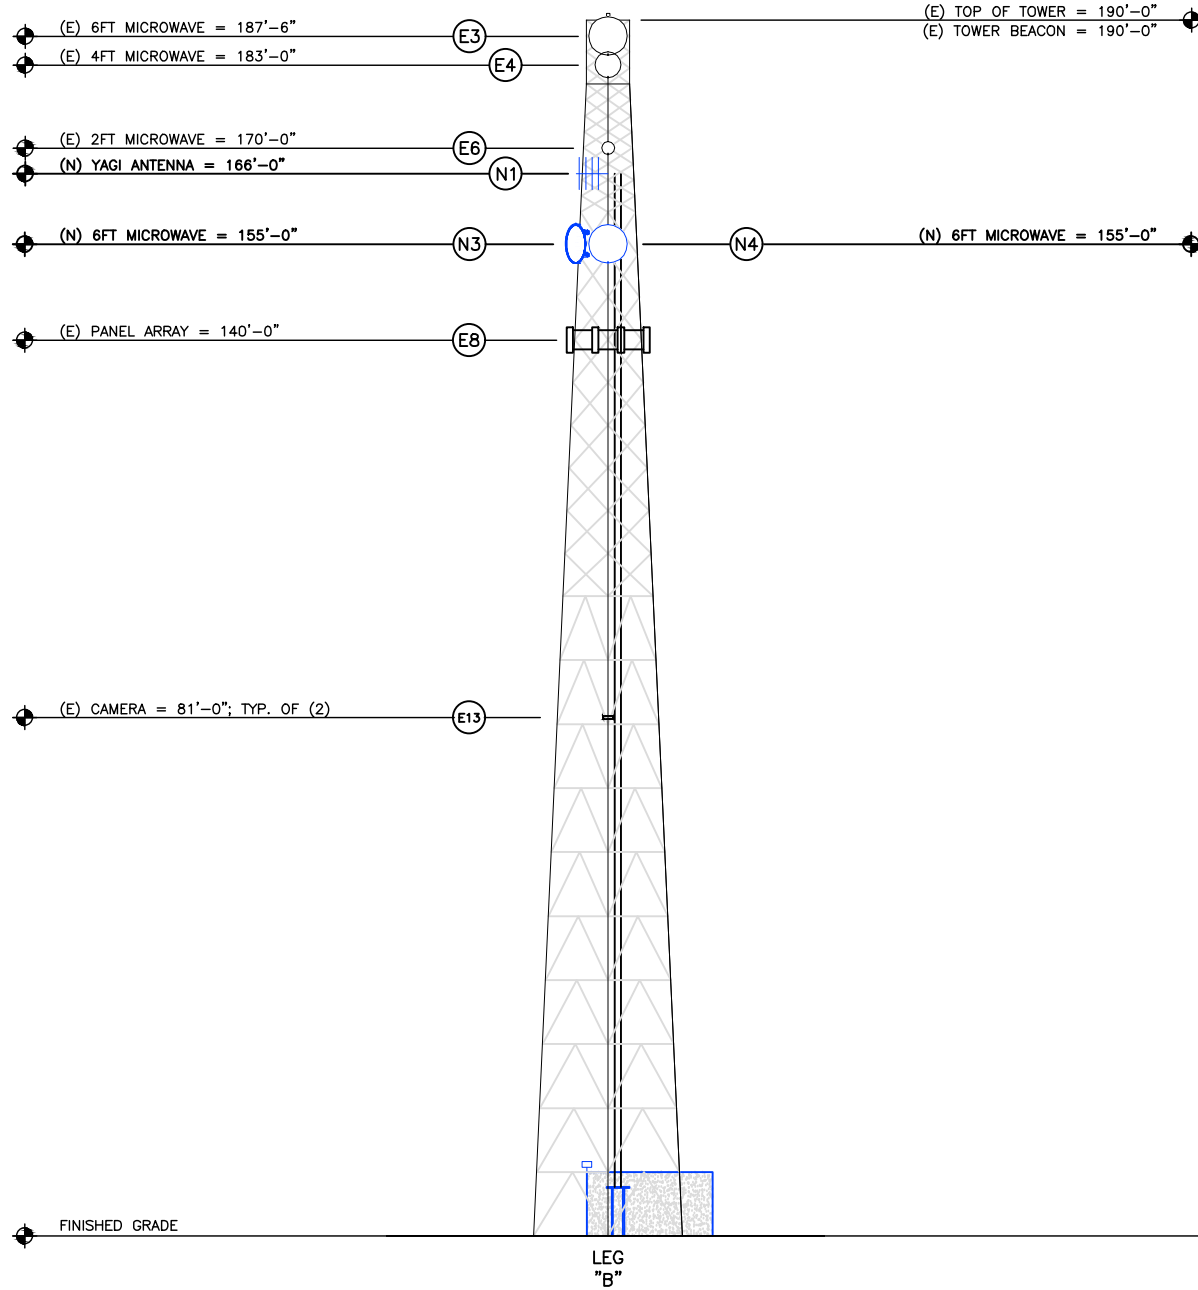 (E) 6FT MICROWAVE = 187'-6"
E3
(E) TOP OF TOWER = 190'-0"
(E) TOWER BEACON = 190'-0"
(E) 4FT MICROWAVE = 183'-0"
E4
(E) 2FT MICROWAVE = 170'-0"
E6
(N) YAGI ANTENNA = 166'-0"
N1
(N) 6FT MICROWAVE = 155'-0"
N3
N4
(N) 6FT MICROWAVE = 155'-0"
(E) PANEL ARRAY = 140'-0"
E8
(E) CAMERA = 81'-0"; TYP. OF (2)
E13
FINISHED GRADE
LEG
"B"